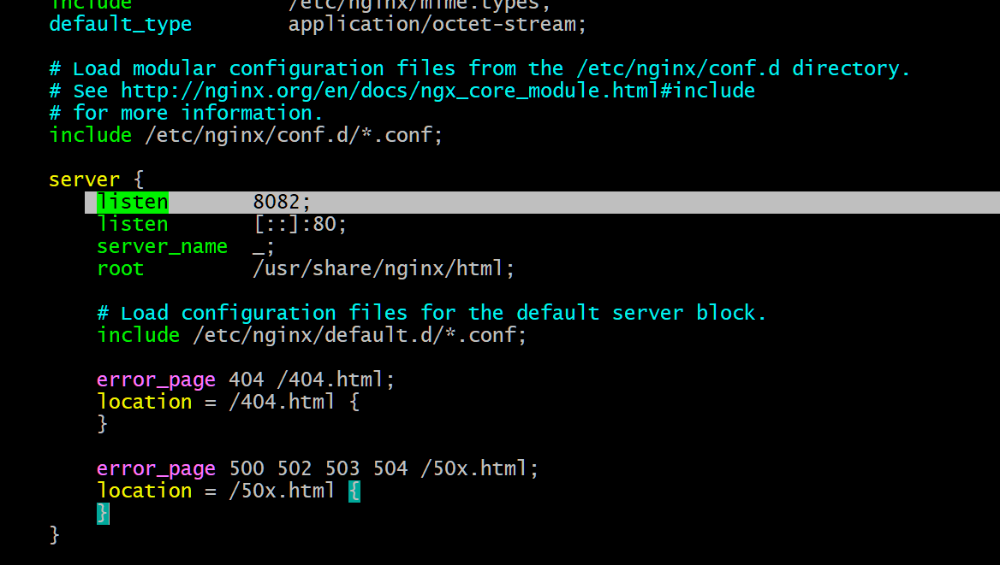 include             /etc/nginx/mime.types;
default_type        application/octet-stream;
# Load modular configuration files from the /etc/nginx/conf.d directory.
# See http://nginx.org/en/docs/ngx_core_module.html#include
# for more information.
include /etc/nginx/conf.d/*.conf;
server {
listen       8082;
listen       [::]:80;
server_name  _;
root         /usr/share/nginx/html;
# Load configuration files for the default server block.
include /etc/nginx/default.d/*.conf;
error_page 404 /404.html;
location = /404.html {
}
error_page 500 502 503 504 /50x.html;
location = /50x.html {
}
}